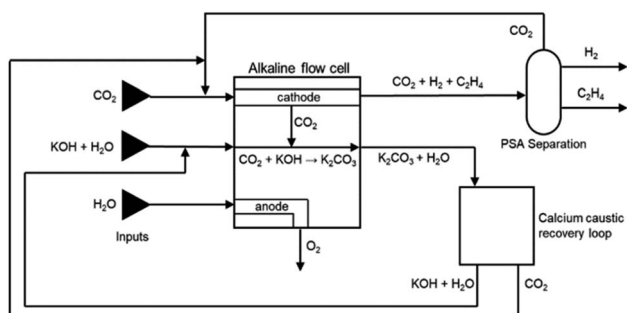 CO₂
H₂
Alkaline flow cell
CO₂ + H₂ + C₂H₄
CO₂
cathode
C₂H₄
CO₂
PSA Separation
KOH + H₂O
CO₂ + KOH → K₂CO₃
K₂CO₃ + H₂O
H₂O
anode
Calcium caustic
recovery loop
Inputs
O₂
KOH + H₂O
CO₂